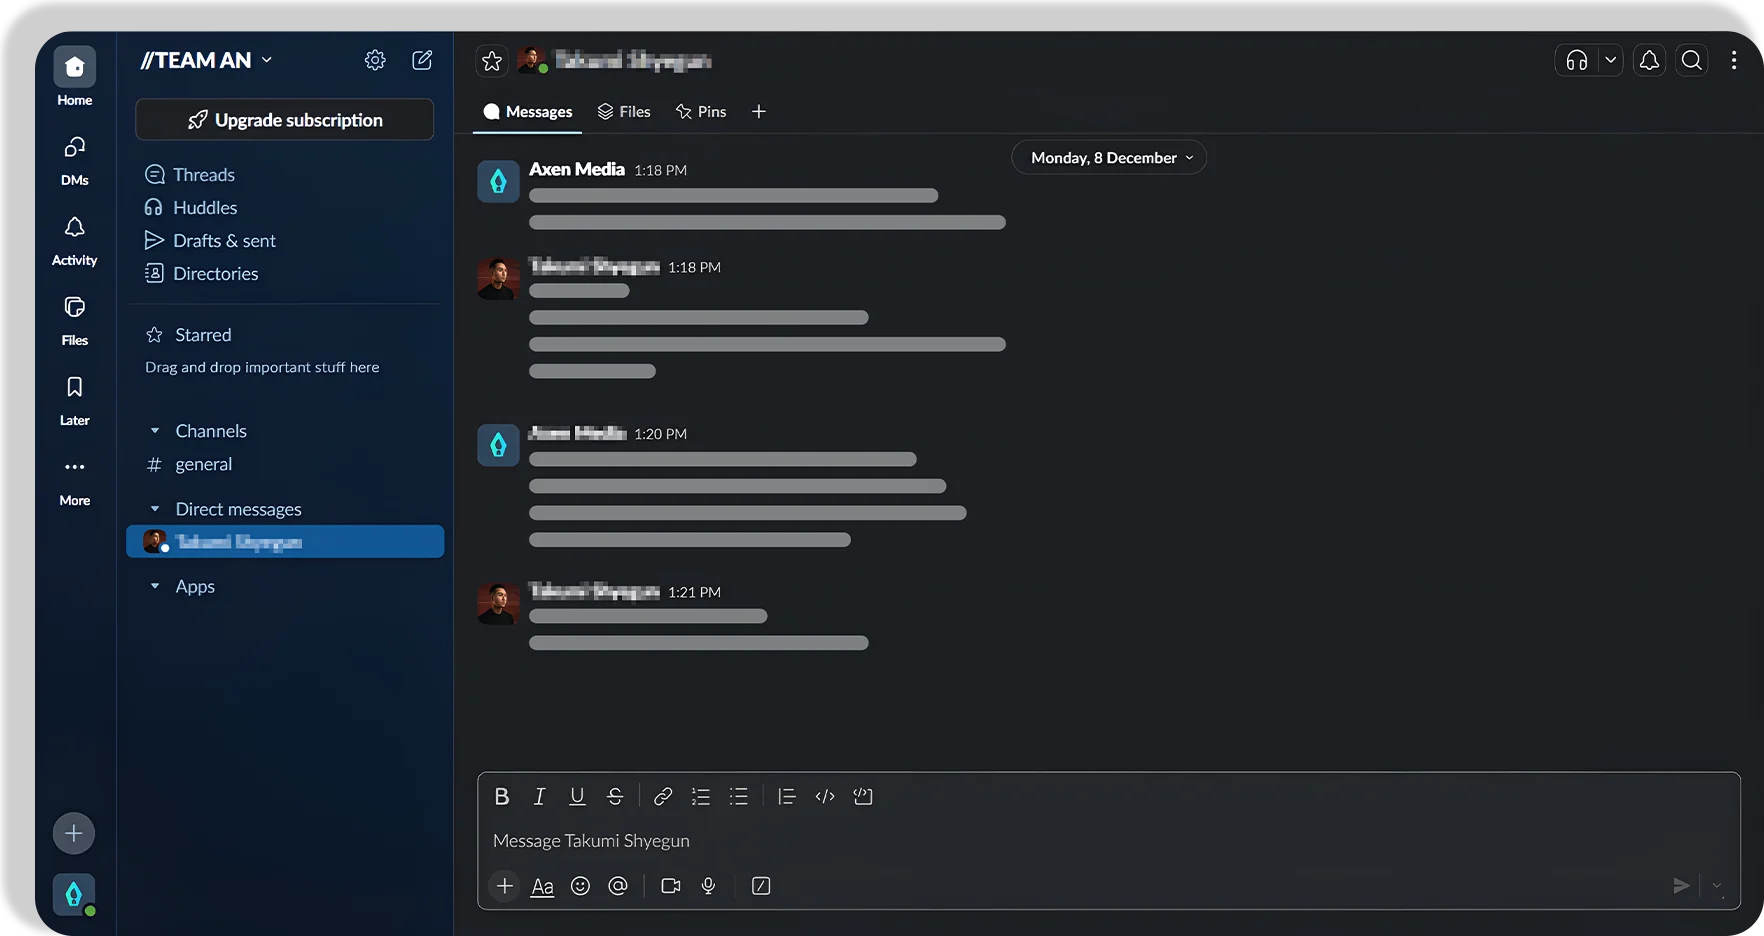 Home
DMs
Activity
Files
Later
More
//TEAM AN
Upgrade subscription
Threads
Huddles
Drafts & sent
Directories
Starred
Drag and drop important stuff here
Channels
# general
Direct messages
Apps
Messages
Files
Pins
Monday, 8 December
Axen Media 1:18 PM
1:18 PM
1:20 PM
1:21 PM
Message Takumi Shyegun
Aa